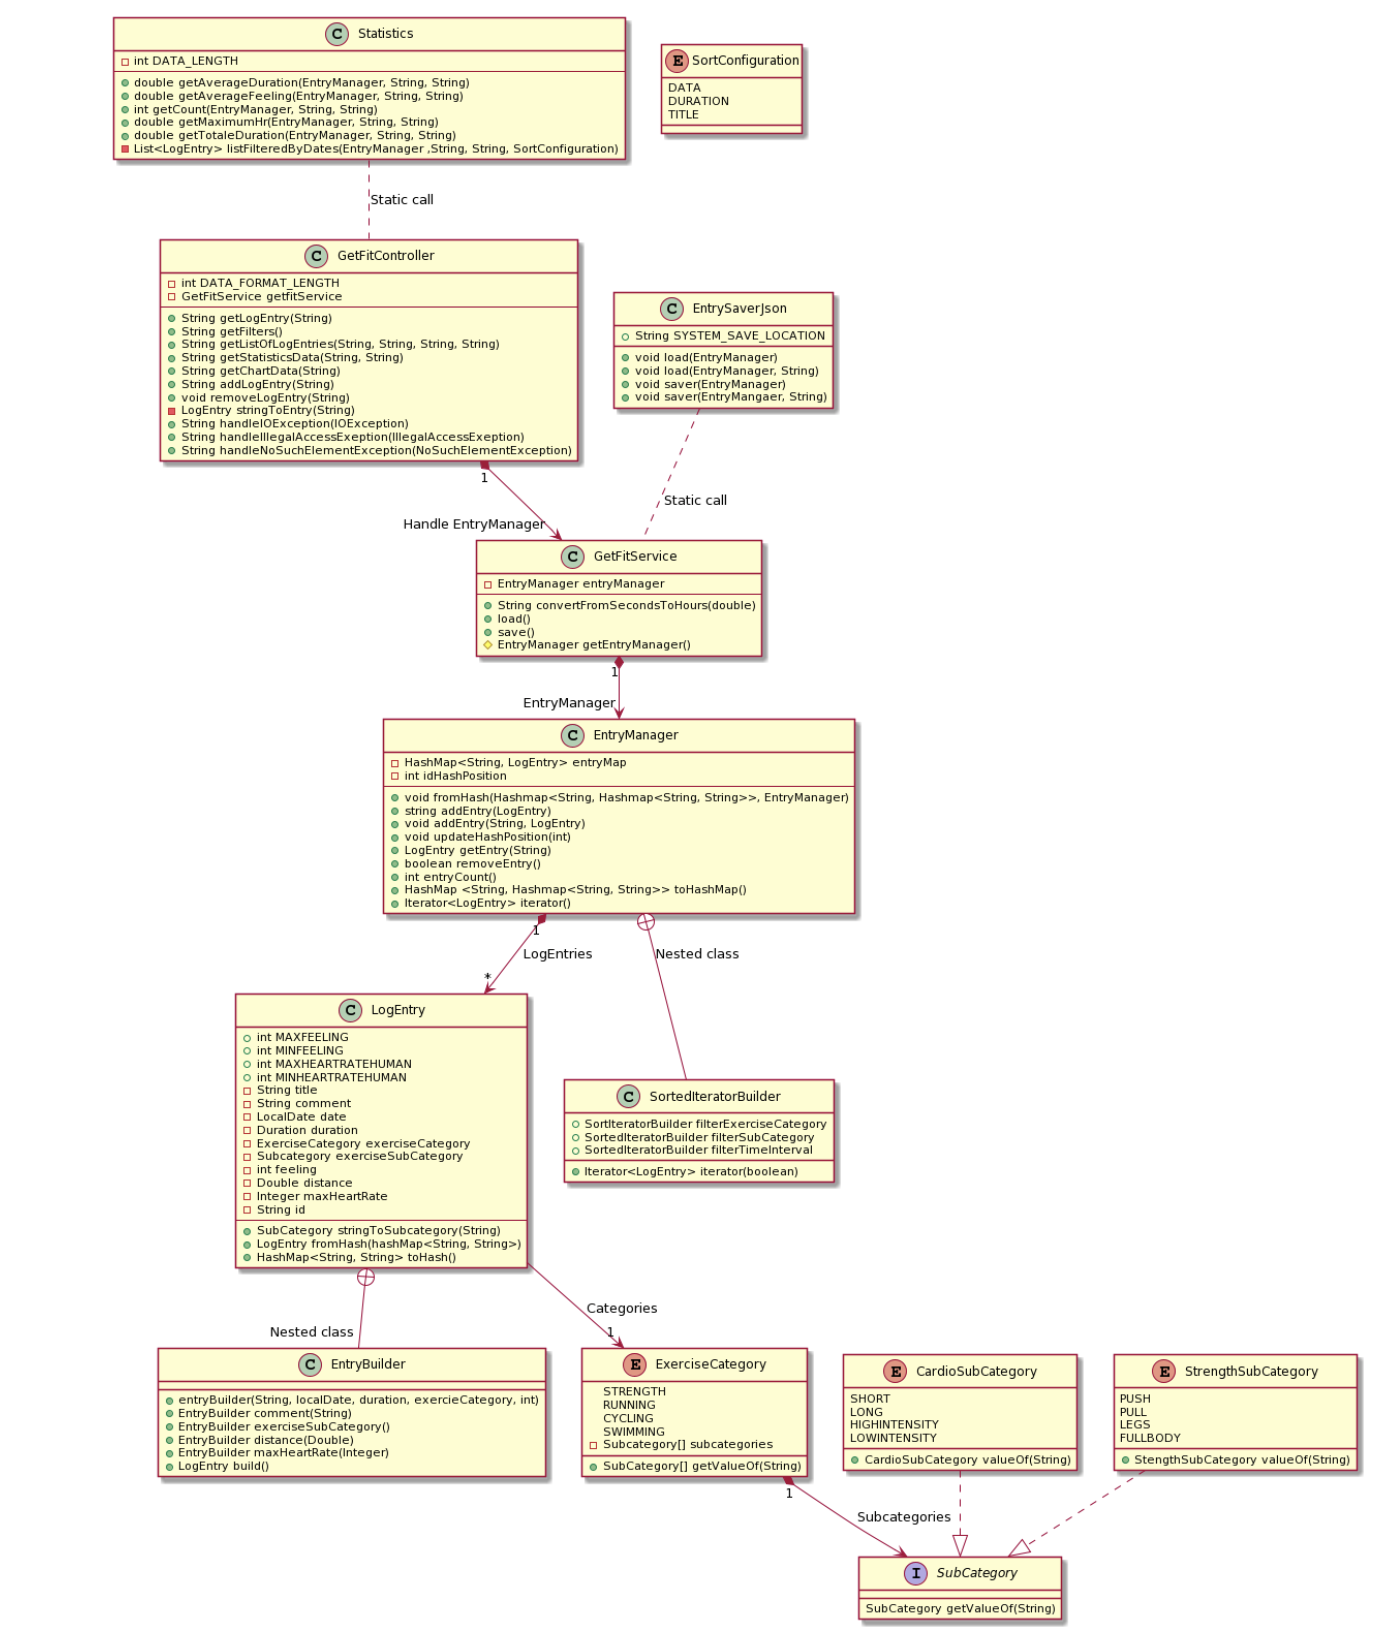 C Statistics
int DATA_LENGTH
double getAverageDuration(EntryManager, String, String)
double getAverageFeeling(EntryManager, String, String)
int getCount(EntryManager, String, String)
double getMaximumHr(EntryManager, String, String)
double getTotaleDuration(EntryManager, String, String)
List<LogEntry> listFilteredByDates(EntryManager ,String, String, SortConfiguration)
E SortConfiguration
DATA
DURATION
TITLE
Static call
C GetFitController
int DATA_FORMAT_LENGTH
GetFitService getfitService
String getLogEntry(String)
String getFilters()
String getListOfLogEntries(String, String, String, String)
String getStatisticsData(String, String)
String getChartData(String)
String addLogEntry(String)
void removeLogEntry(String)
LogEntry stringToEntry(String)
String handleIOException(IOException)
String handleIllegalAccessExeption(IllegalAccessExeption)
String handleNoSuchElementException(NoSuchElementException)
C EntrySaverJson
String SYSTEM_SAVE_LOCATION
void load(EntryManager)
void load(EntryManager, String)
void saver(EntryManager)
void saver(EntryMangaer, String)
1
Handle EntryManager
Static call
C GetFitService
EntryManager entryManager
String convertFromSecondsToHours(double)
load()
save()
EntryManager getEntryManager()
1
EntryManager
C EntryManager
HashMap<String, LogEntry> entryMap
int idHashPosition
void fromHash(Hashmap<String, Hashmap<String, String>>, EntryManager)
string addEntry(LogEntry)
void addEntry(String, LogEntry)
void updateHashPosition(int)
LogEntry getEntry(String)
boolean removeEntry()
int entryCount()
HashMap <String, Hashmap<String, String>> toHashMap()
Iterator<LogEntry> iterator()
1
LogEntries
*
Nested class
C LogEntry
int MAXFEELING
int MINFEELING
int MAXHEARTRATEHUMAN
int MINHEARTRATEHUMAN
String title
String comment
LocalDate date
Duration duration
ExerciseCategory exerciseCategory
Subcategory exerciseSubCategory
int feeling
Double distance
Integer maxHeartRate
String id
SubCategory stringToSubcategory(String)
LogEntry fromHash(hashMap<String, String>)
HashMap<String, String> toHash()
C SortedIteratorBuilder
SortIteratorBuilder filterExerciseCategory
SortedIteratorBuilder filterSubCategory
SortedIteratorBuilder filterTimeInterval
Iterator<LogEntry> iterator(boolean)
Nested class
Categories
1
C EntryBuilder
entryBuilder(String, localDate, duration, exercieCategory, int)
EntryBuilder comment(String)
EntryBuilder exerciseSubCategory()
EntryBuilder distance(Double)
EntryBuilder maxHeartRate(Integer)
LogEntry build()
E ExerciseCategory
STRENGTH
RUNNING
CYCLING
SWIMMING
Subcategory[] subcategories
SubCategory[] getValueOf(String)
E CardioSubCategory
SHORT
LONG
HIGHINTENSITY
LOWINTENSITY
CardioSubCategory valueOf(String)
E StrengthSubCategory
PUSH
PULL
LEGS
FULLBODY
StengthSubCategory valueOf(String)
1
Subcategories
I SubCategory
SubCategory getValueOf(String)